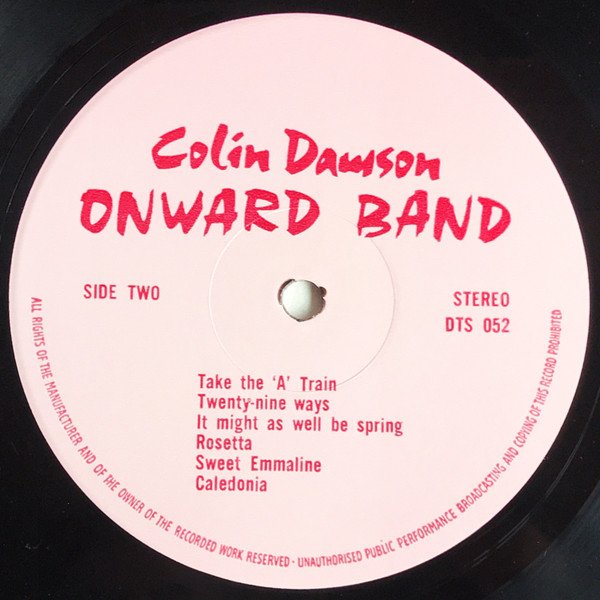 Colin Dawson
ONWARD BAND
SIDE TWO
STEREO
DTS 052
Take the 'A' Train
Twenty-nine ways
It might as well be spring
Rosetta
Sweet Emmaline
Caledonia
ALL RIGHTS OF THE MANUFACTURER AND OF THE OWNER OF THE RECORDED WORK RESERVED · UNAUTHORISED PUBLIC PERFORMANCE BROADCASTING AND COPYING OF THIS RECORD PROHIBITED